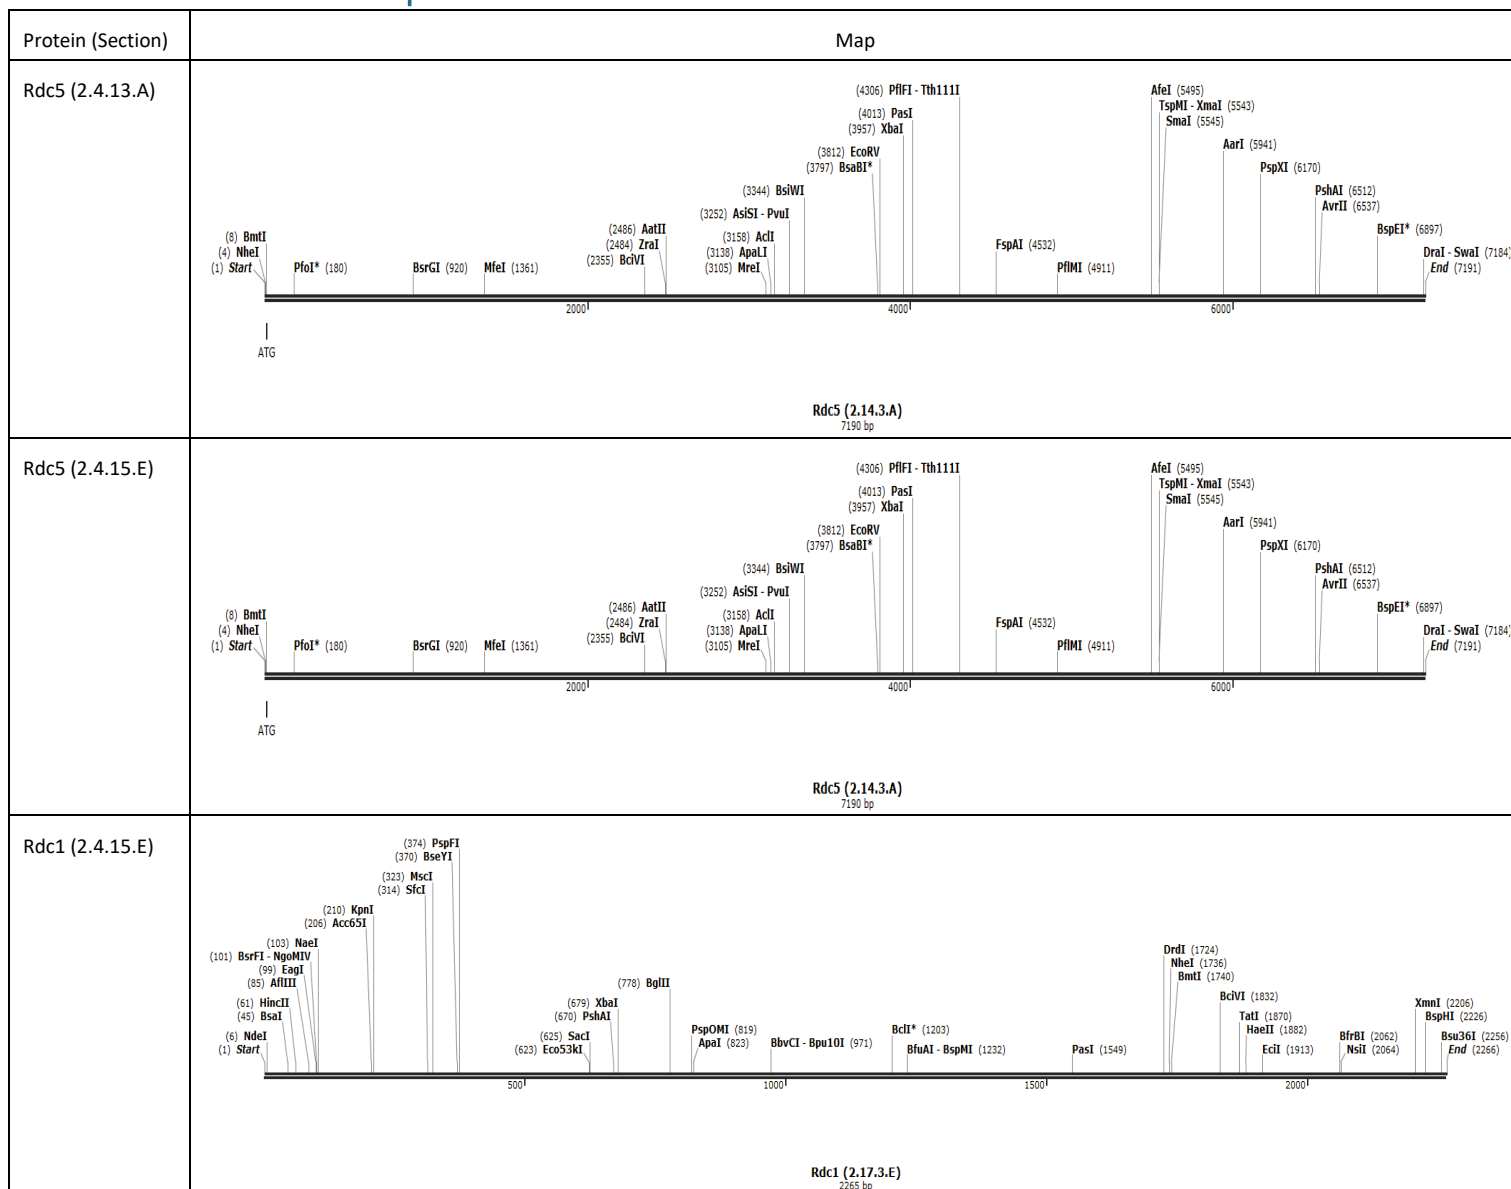 Protein (Section)
Map
Rdc5 (2.4.13.A)
(4306) PflFI - Tth111I
AfeI (5495)
TspMI - XmaI (5543)
(4013) PasI
SmaI (5545)
(3957) XbaI
AarI (5941)
(3812) EcoRV
(3797) BsaBI*
PspXI (6170)
(3344) BsiWI
PshAI (6512)
AvrII (6537)
(3252) AsiSI - PvuI
(2486) AatII
(3158) AclI
BspEI* (6897)
(8) BmtI
(2484) ZraI
(3138) ApaLI
FspAI (4532)
(4) NheI
(2355) BciVI
(3105) MreI
DraI - SwaI (7184)
(1) Start
PfoI* (180)
BsrGI (920)
MfeI (1361)
PflMI (4911)
End (7191)
2000
4000
6000
ATG
Rdc5 (2.14.3.A)
7190 bp
Rdc5 (2.4.15.E)
(4306) PflFI - Tth111I
AfeI (5495)
TspMI - XmaI (5543)
(4013) PasI
SmaI (5545)
(3957) XbaI
AarI (5941)
(3812) EcoRV
(3797) BsaBI*
PspXI (6170)
(3344) BsiWI
PshAI (6512)
AvrII (6537)
(3252) AsiSI - PvuI
(2486) AatII
(3158) AclI
BspEI* (6897)
(8) BmtI
(2484) ZraI
(3138) ApaLI
FspAI (4532)
(4) NheI
(2355) BciVI
(3105) MreI
DraI - SwaI (7184)
(1) Start
PfoI* (180)
BsrGI (920)
MfeI (1361)
PflMI (4911)
End (7191)
2000
4000
6000
ATG
Rdc5 (2.14.3.A)
7190 bp
Rdc1 (2.4.15.E)
(374) PspFI
(370) BseYI
(323) MscI
(314) SfcI
(210) KpnI
(206) Acc65I
(103) NaeI
(101) BsrFI - NgoMIV
(99) EagI
(85) AflIII
(61) HincII
(45) BsaI
(6) NdeI
(1) Start
(778) BglII
(679) XbaI
(670) PshAI
(625) SacI
(623) Eco53kI
PspOMI (819)
ApaI (823)
BbvCI - Bpu10I (971)
BclI* (1203)
BfuAI - BspMI (1232)
PasI (1549)
DrdI (1724)
NheI (1736)
BmtI (1740)
BciVI (1832)
TatI (1870)
HaeII (1882)
EciI (1913)
BfrBI (2062)
NsiI (2064)
XmnI (2206)
BspHI (2226)
Bsu36I (2256)
End (2266)
500
1000
1500
2000
Rdc1 (2.17.3.E)
2265 bp